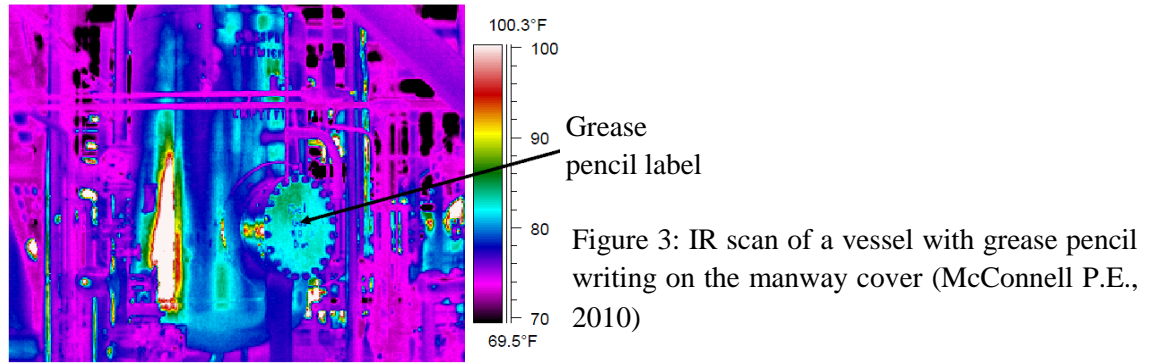 100.3°F
100
90
80
70
69.5°F
Grease
pencil label
Figure 3: IR scan of a vessel with grease pencil
writing on the manway cover (McConnell P.E.,
2010)